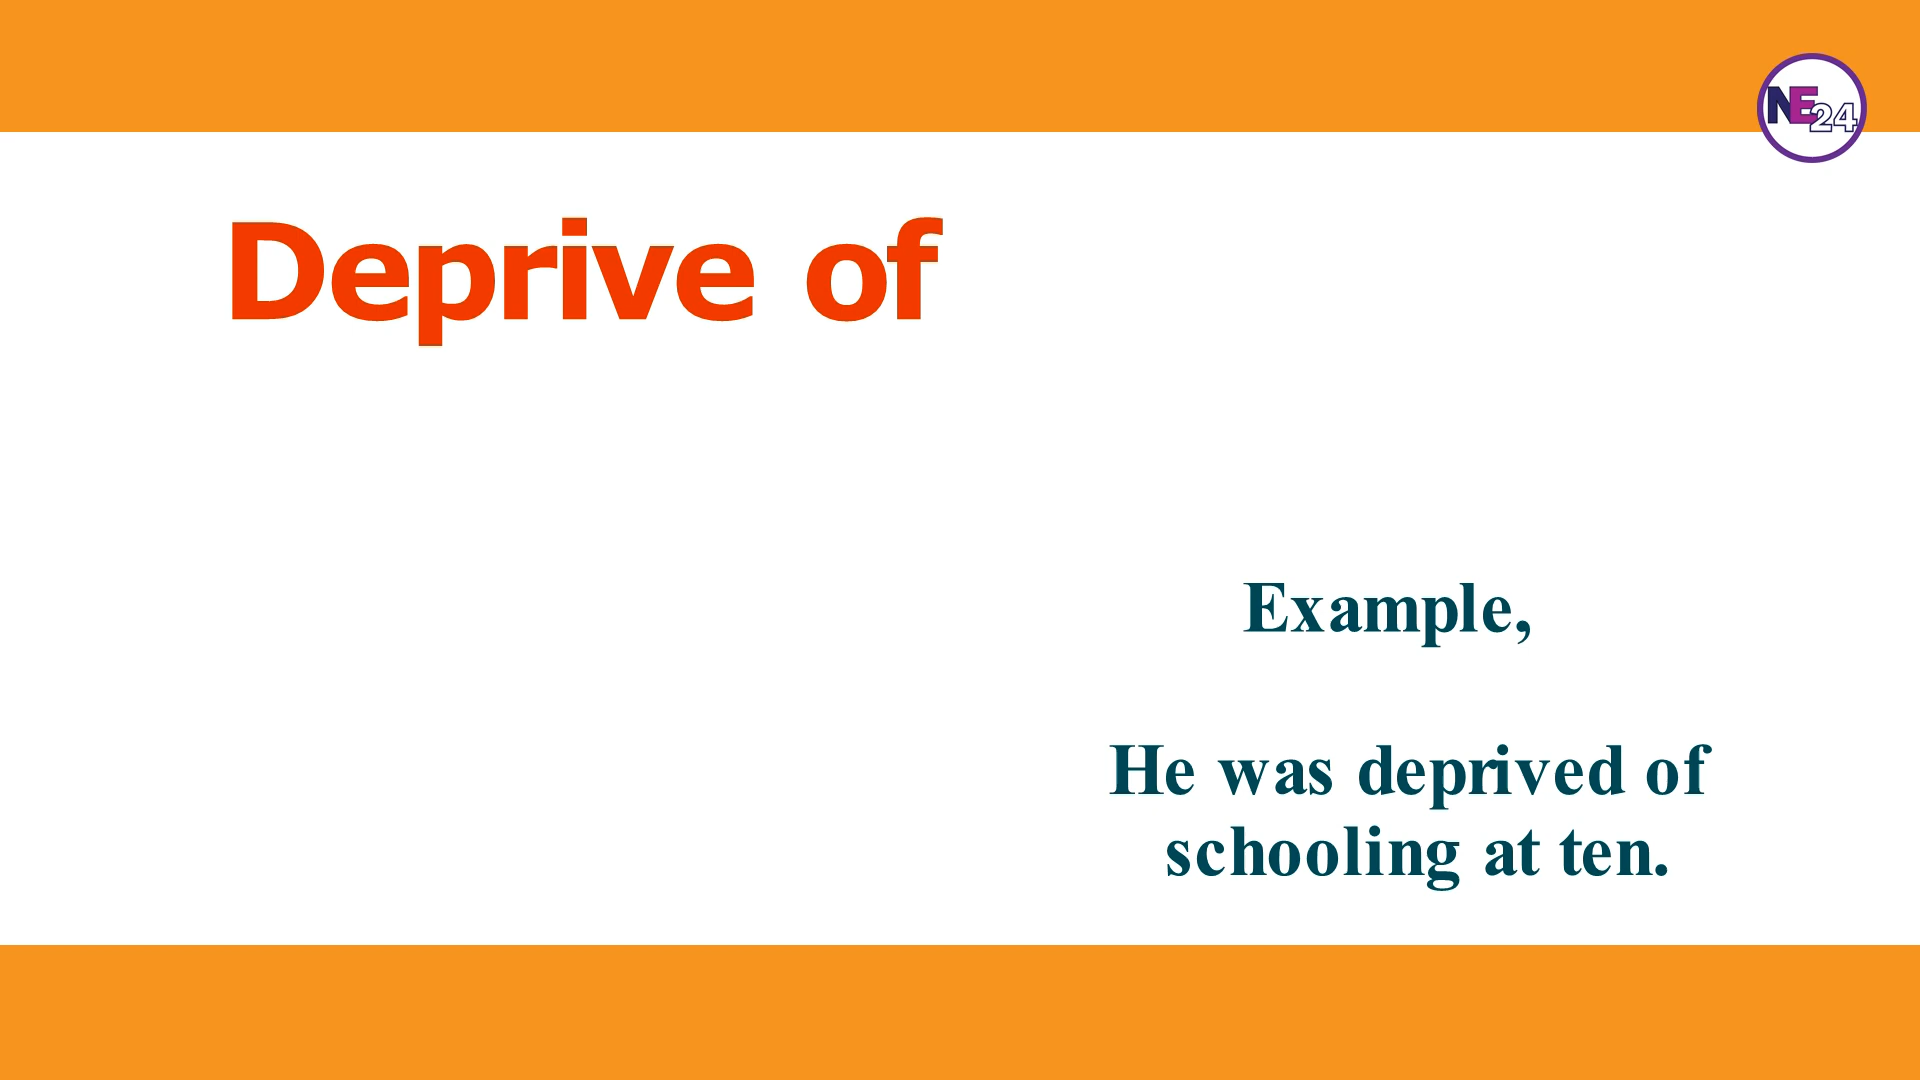 NE24
Deprive of
Example,
He was deprived of
schooling at ten.